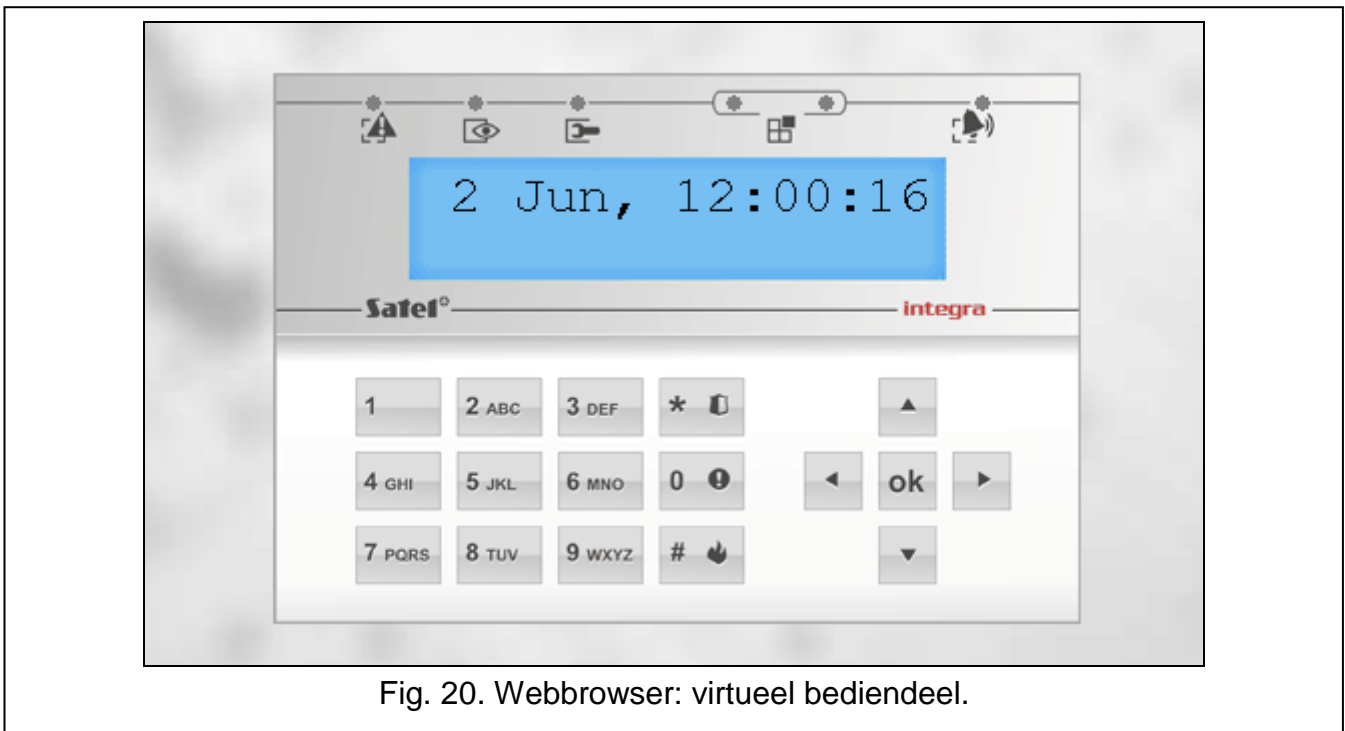 2 Jun, 12:00:16
Satel
integra
1 2 ABC 3 DEF *
4 GHI 5 JKL 6 MNO 0 ok
7 PQRS 8 TUV 9 WXYZ #
Fig. 20. Webbrowser: virtueel bediendeel.